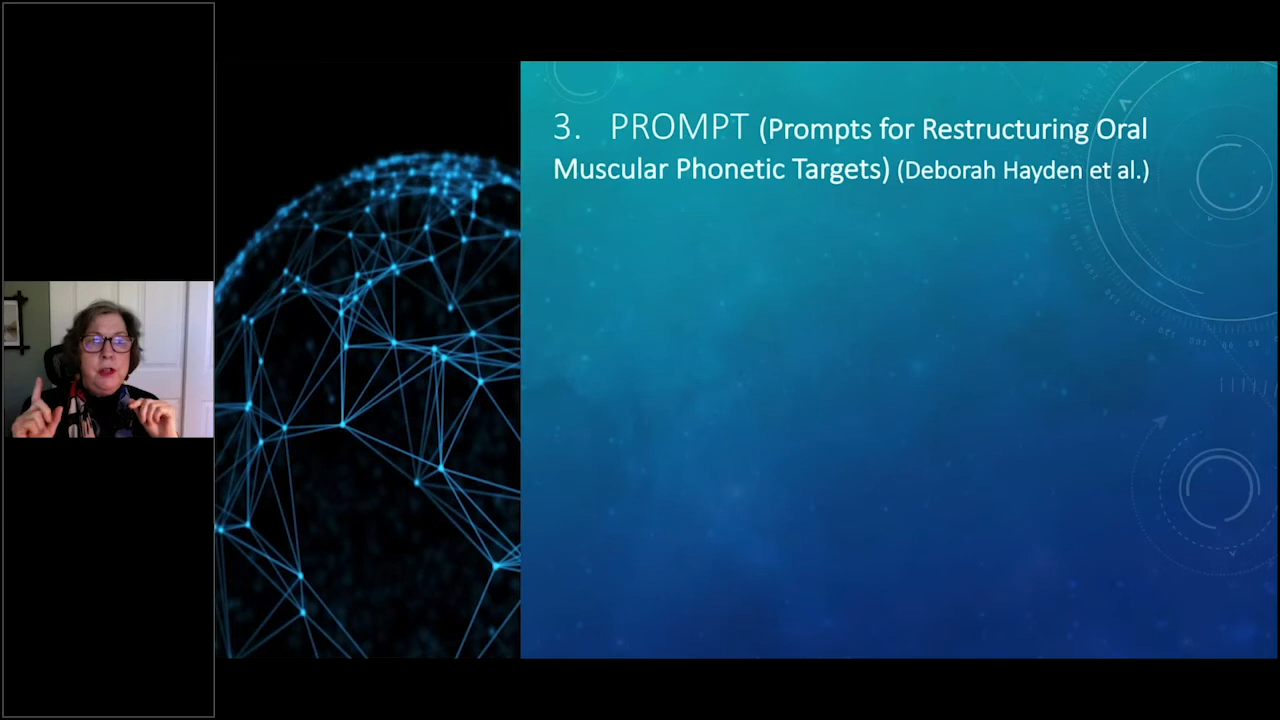 3. PROMPT (Prompts for Restructuring Oral
Muscular Phonetic Targets) (Deborah Hayden et al.)